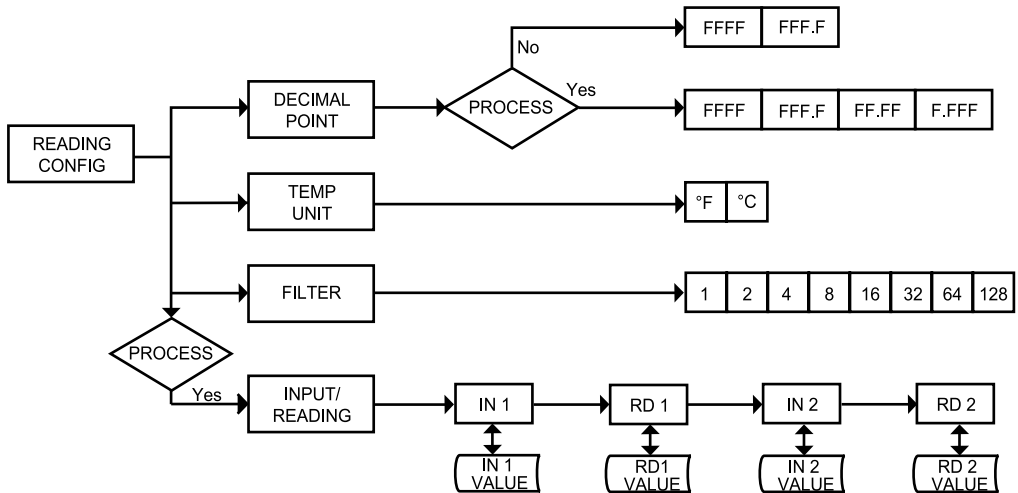 FFFF FFF.F
No
DECIMAL
POINT
PROCESS
Yes
FFFF FFF.F FF.FF F.FFF
READING
CONFIG
TEMP
UNIT
°F °C
FILTER
1 2 4 8 16 32 64 128
PROCESS
Yes
INPUT/
READING
IN 1
RD 1
IN 2
RD 2
IN 1
VALUE
RD1
VALUE
IN 2
VALUE
RD 2
VALUE